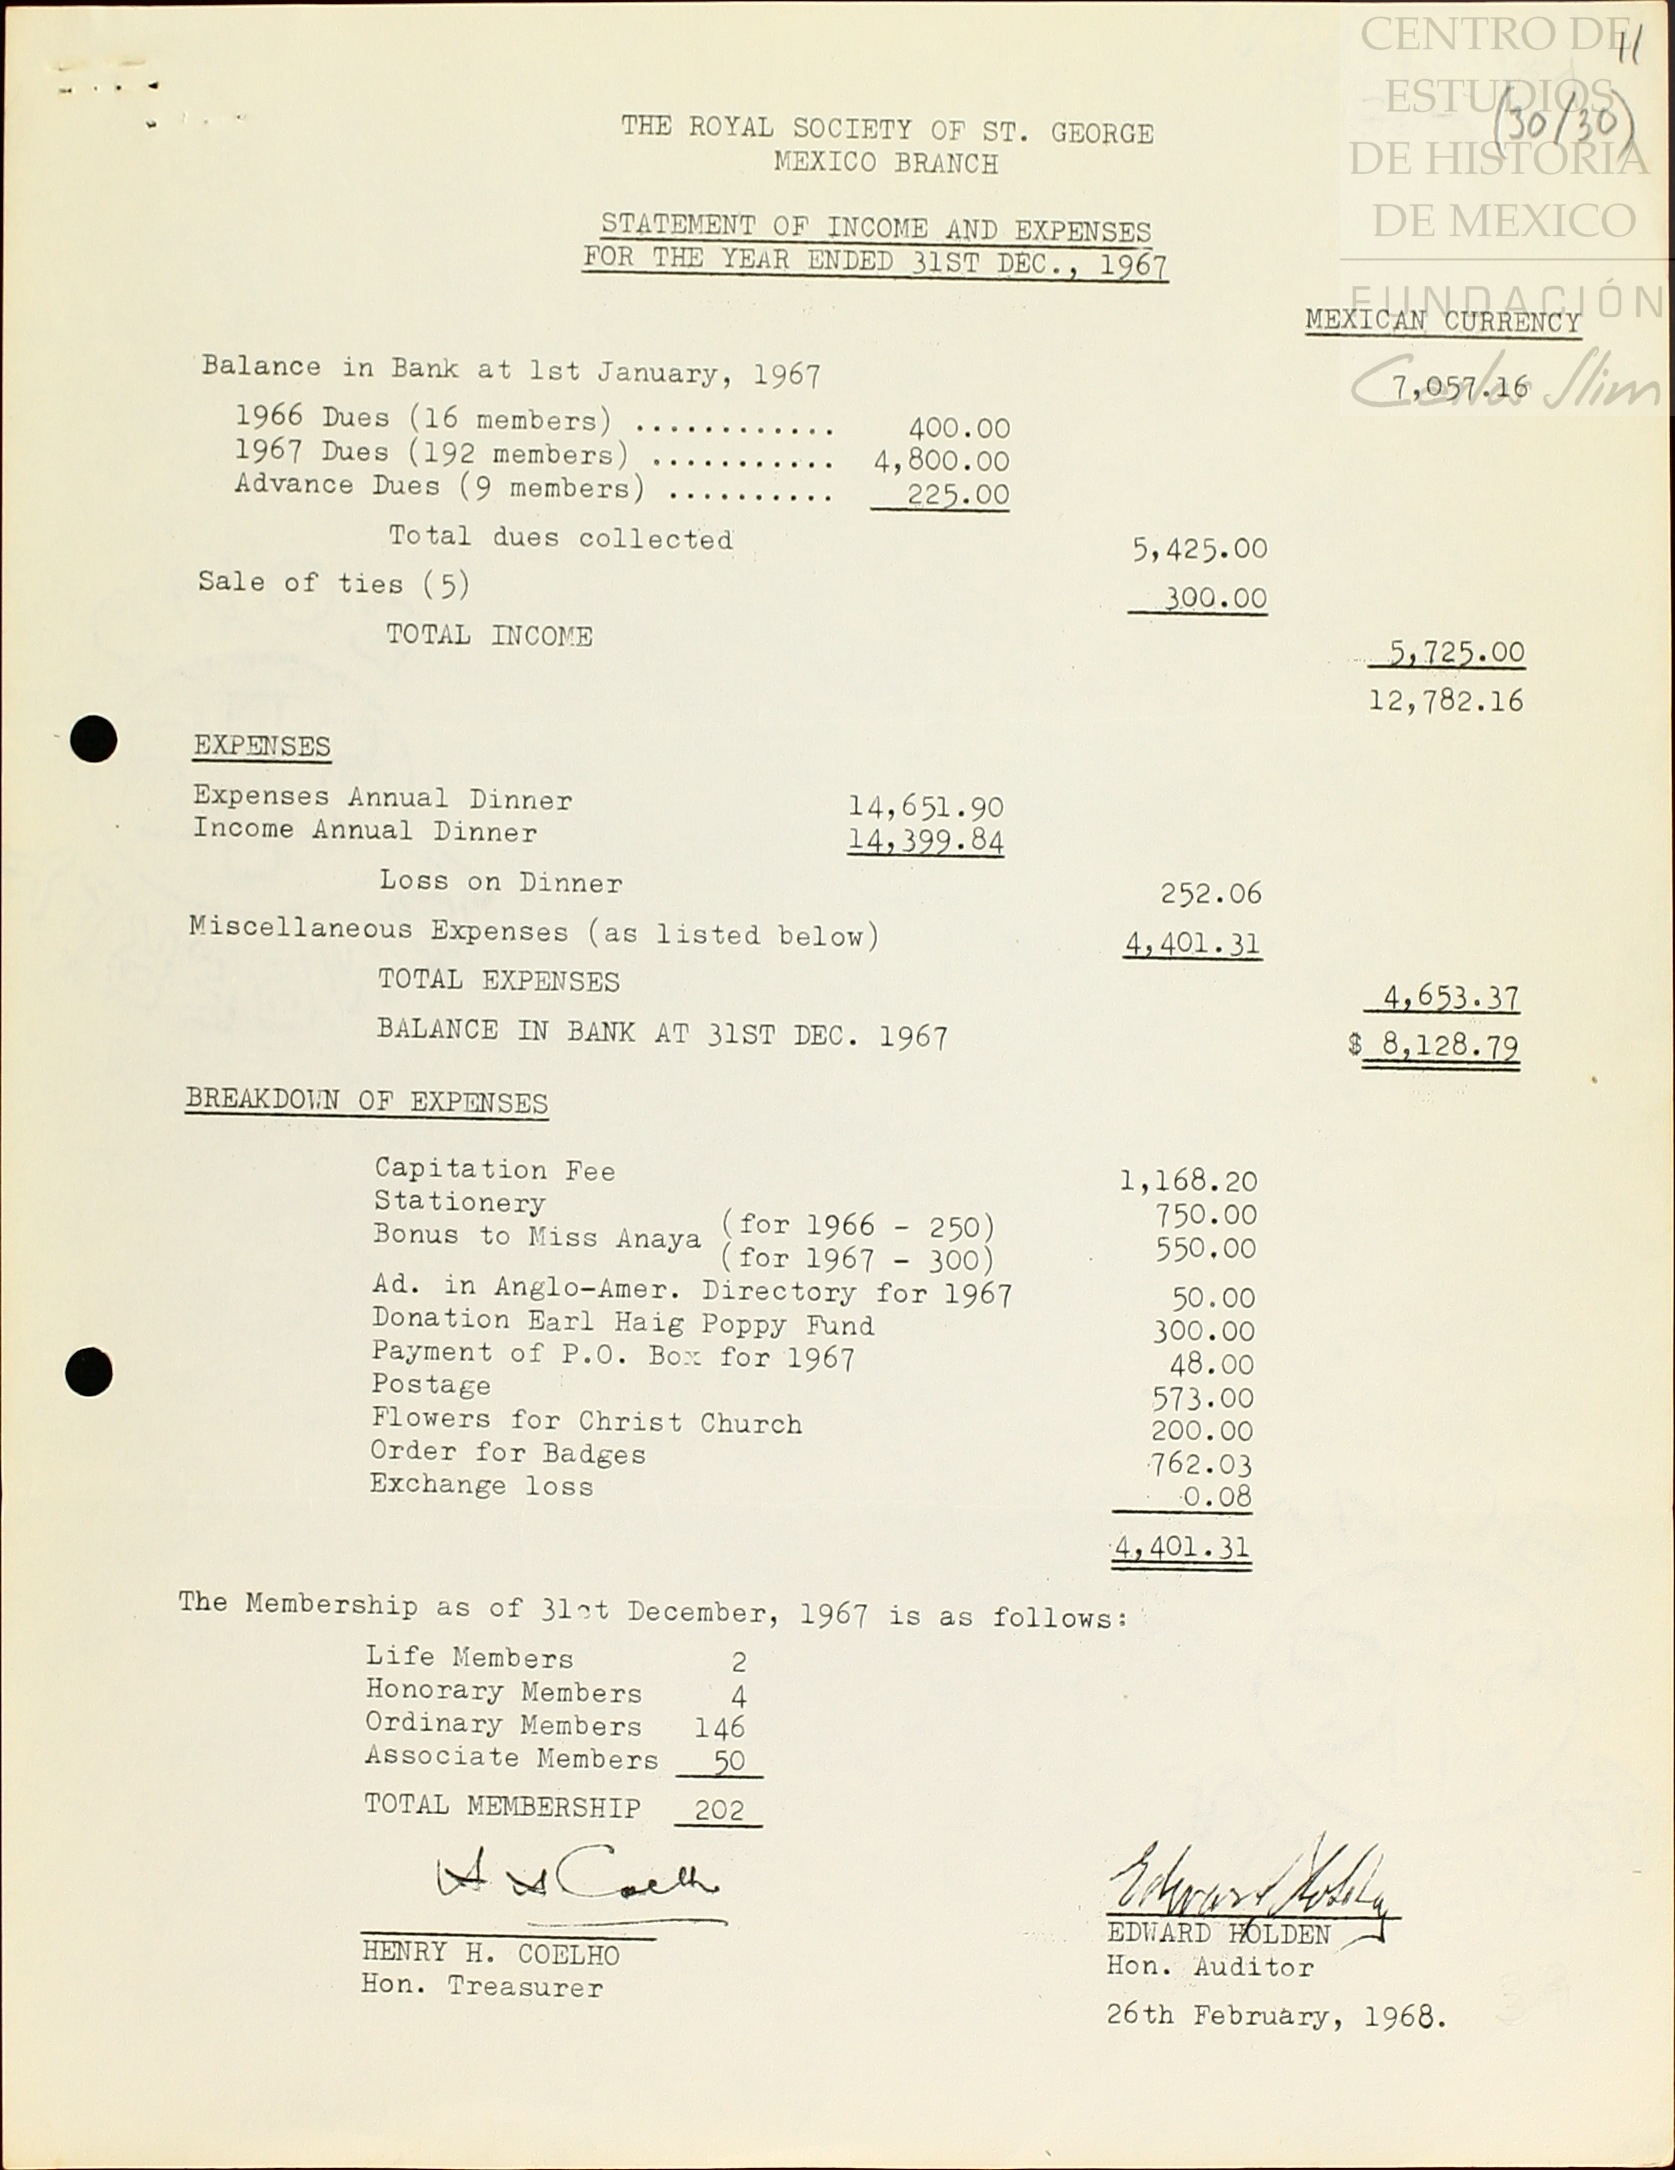 CENTRO DE
ESTUDIOS
DE HISTORIA
DE MEXICO
FUNDACIÓN
Carlos Slim
11
(30/30)
THE ROYAL SOCIETY OF ST. GEORGE
MEXICO BRANCH
STATEMENT OF INCOME AND EXPENSES
FOR THE YEAR ENDED 31ST DEC., 1967
MEXICAN CURRENCY
Balance in Bank at 1st January, 1967 7,057.16
1966 Dues (16 members) ............ 400.00
1967 Dues (192 members) ........... 4,800.00
Advance Dues (9 members) .......... 225.00
Total dues collected 5,425.00
Sale of ties (5) 300.00
TOTAL INCOME 5,725.00
12,782.16
EXPENSES
Expenses Annual Dinner 14,651.90
Income Annual Dinner 14,399.84
Loss on Dinner 252.06
Miscellaneous Expenses (as listed below) 4,401.31
TOTAL EXPENSES 4,653.37
BALANCE IN BANK AT 31ST DEC. 1967 $ 8,128.79
BREAKDOWN OF EXPENSES
Capitation Fee 1,168.20
Stationery 750.00
Bonus to Miss Anaya (for 1966 - 250) 550.00
(for 1967 - 300)
Ad. in Anglo-Amer. Directory for 1967 50.00
Donation Earl Haig Poppy Fund 300.00
Payment of P.O. Box for 1967 48.00
Postage 573.00
Flowers for Christ Church 200.00
Order for Badges 762.03
Exchange loss 0.08
4,401.31
The Membership as of 31st December, 1967 is as follows:
Life Members 2
Honorary Members 4
Ordinary Members 146
Associate Members 50
TOTAL MEMBERSHIP 202
H H Coelho
Edward Holden
HENRY H. COELHO
Hon. Treasurer
EDWARD HOLDEN
Hon. Auditor
26th February, 1968.